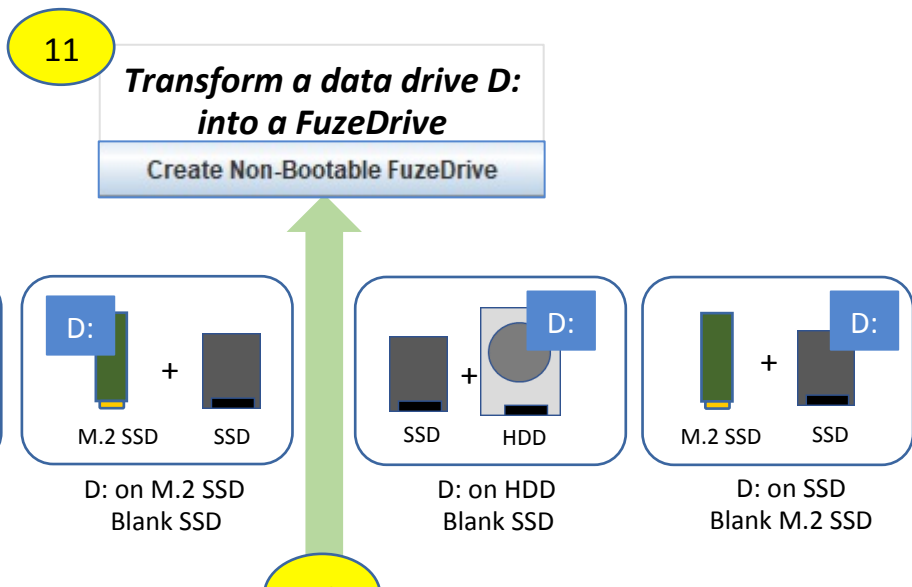 11
Transform a data drive D:
into a FuzeDrive
Create Non-Bootable FuzeDrive
D:
+
M.2 SSD
SSD
D: on M.2 SSD
Blank SSD
D:
+
SSD
HDD
D: on HDD
Blank SSD
D:
+
M.2 SSD
SSD
D: on SSD
Blank M.2 SSD